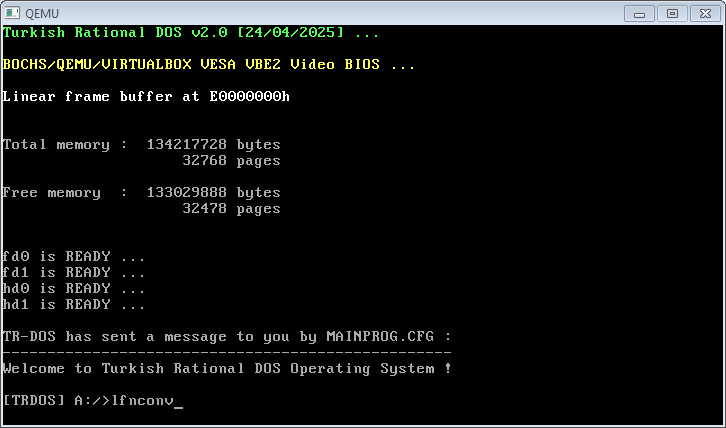 QEMU
Turkish Rational DOS v2.0 [24/04/2025] ...
BOCHS/QEMU/VIRTUALBOX VESA VBE2 Video BIOS ...
Linear frame buffer at E0000000h
Total memory :  134217728 bytes
32768 pages
Free memory  :  133029888 bytes
32478 pages
fd0 is READY ...
fd1 is READY ...
hd0 is READY ...
hd1 is READY ...
TR-DOS has sent a message to you by MAINPROG.CFG :
--------------------------------------------------
Welcome to Turkish Rational DOS Operating System !
[TRDOS] A:/>lfnconv_